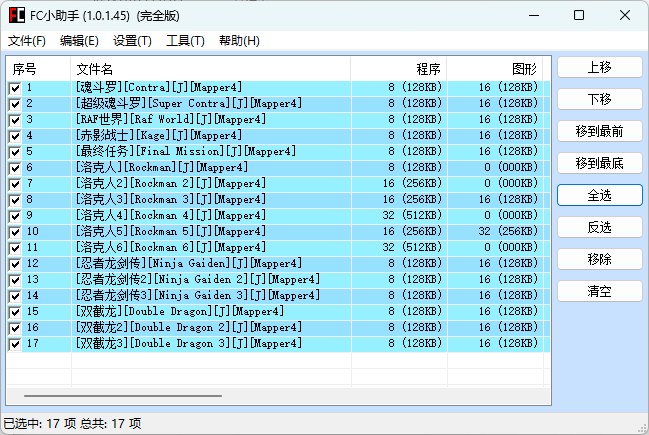 FC小助手 (1.0.1.45) (完全版)
文件(F) 编辑(E) 设置(T) 工具(T) 帮助(H)
序号 文件名 程序 图形
1 [魂斗罗][Contra][J][Mapper4] 8 (128KB) 16 (128KB)
2 [超级魂斗罗][Super Contra][J][Mapper4] 8 (128KB) 16 (128KB)
3 [RAF世界][Raf World][J][Mapper4] 8 (128KB) 16 (128KB)
4 [赤影战士][Kage][J][Mapper4] 8 (128KB) 16 (128KB)
5 [最终任务][Final Mission][J][Mapper4] 8 (128KB) 16 (128KB)
6 [洛克人][Rockman][J][Mapper4] 8 (128KB) 0 (000KB)
7 [洛克人2][Rockman 2][J][Mapper4] 16 (256KB) 0 (000KB)
8 [洛克人3][Rockman 3][J][Mapper4] 16 (256KB) 16 (128KB)
9 [洛克人4][Rockman 4][J][Mapper4] 32 (512KB) 0 (000KB)
10 [洛克人5][Rockman 5][J][Mapper4] 16 (256KB) 32 (256KB)
11 [洛克人6][Rockman 6][J][Mapper4] 32 (512KB) 0 (000KB)
12 [忍者龙剑传][Ninja Gaiden][J][Mapper4] 8 (128KB) 16 (128KB)
13 [忍者龙剑传2][Ninja Gaiden 2][J][Mapper4] 8 (128KB) 16 (128KB)
14 [忍者龙剑传3][Ninja Gaiden 3][J][Mapper4] 8 (128KB) 16 (128KB)
15 [双截龙][Double Dragon][J][Mapper4] 8 (128KB) 16 (128KB)
16 [双截龙2][Double Dragon 2][J][Mapper4] 8 (128KB) 16 (128KB)
17 [双截龙3][Double Dragon 3][J][Mapper4] 8 (128KB) 16 (128KB)
上移
下移
移到最前
移到最底
全选
反选
移除
清空
已选中: 17 项 总共: 17 项